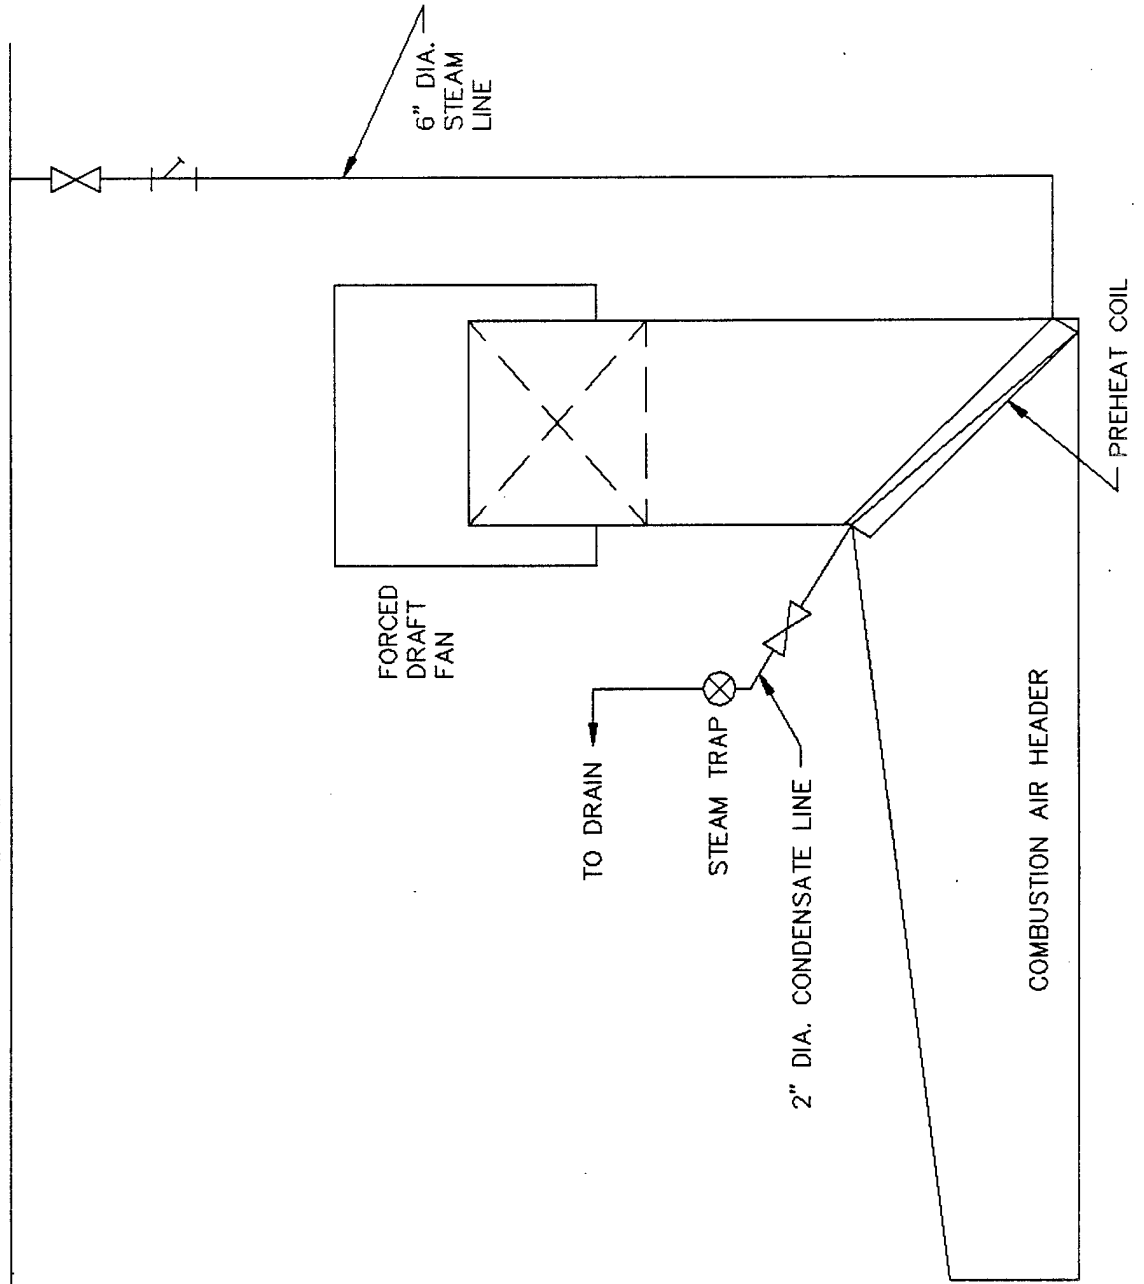 6" DIA.
STEAM
LINE
FORCED
DRAFT
FAN
TO DRAIN
STEAM TRAP
2" DIA. CONDENSATE LINE
COMBUSTION AIR HEADER
PREHEAT COIL